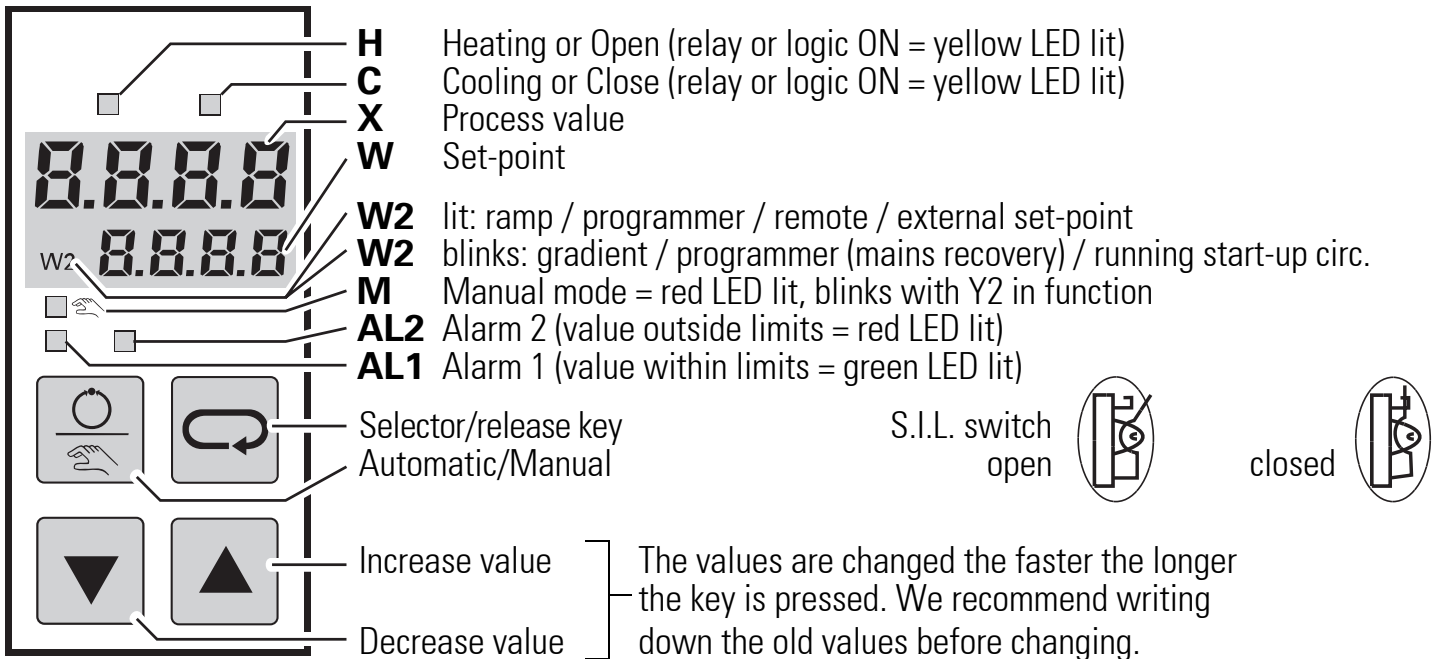 H Heating or Open (relay or logic ON = yellow LED lit)
C Cooling or Close (relay or logic ON = yellow LED lit)
X Process value
8.8.8.8
W Set-point
W2 lit: ramp / programmer / remote / external set-point
W2 8.8.8.8
W2 blinks: gradient / programmer (mains recovery) / running start-up circ.
M Manual mode = red LED lit, blinks with Y2 in function
AL2 Alarm 2 (value outside limits = red LED lit)
AL1 Alarm 1 (value within limits = green LED lit)
Selector/release key
Automatic/Manual
S.I.L. switch
open
closed
Increase value
Decrease value
The values are changed the faster the longer
the key is pressed. We recommend writing
down the old values before changing.